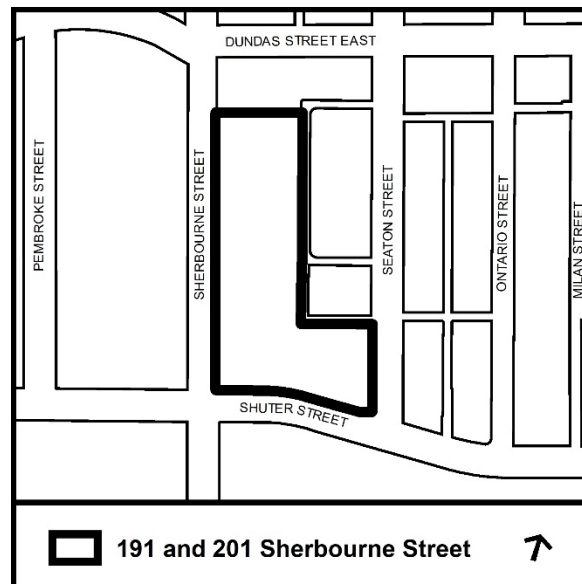 DUNDAS STREET EAST
PEMBROKE STREET
SHERBOURNE STREET
SEATON STREET
ONTARIO STREET
MILAN STREET
SHUTER STREET
191 and 201 Sherbourne Street